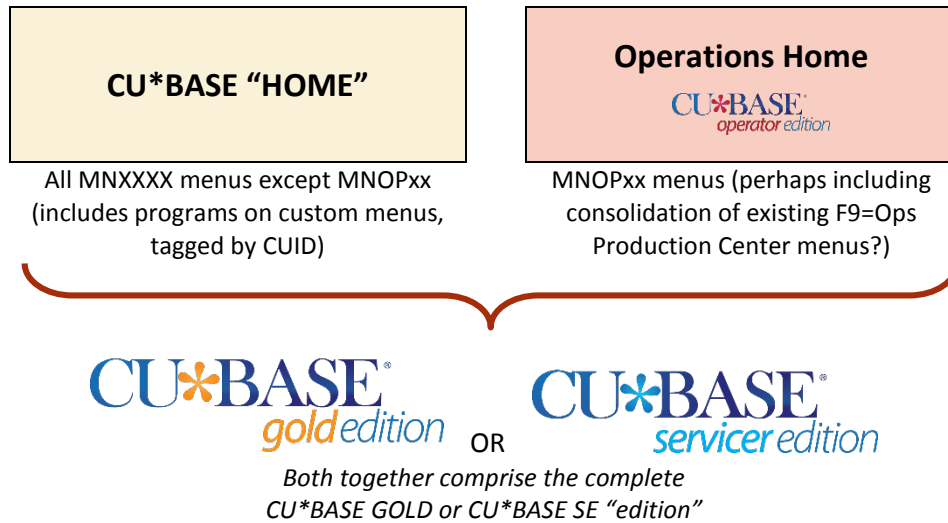 CU*BASE “HOME”
Operations Home
CU*BASE®
operator edition
All MNXXXX menus except MNOPxx
(includes programs on custom menus,
tagged by CUID)
MNOPxx menus (perhaps including
consolidation of existing F9=Ops
Production Center menus?)
CU*BASE®
gold edition
OR
CU*BASE®
servicer edition
Both together comprise the complete
CU*BASE GOLD or CU*BASE SE “edition”